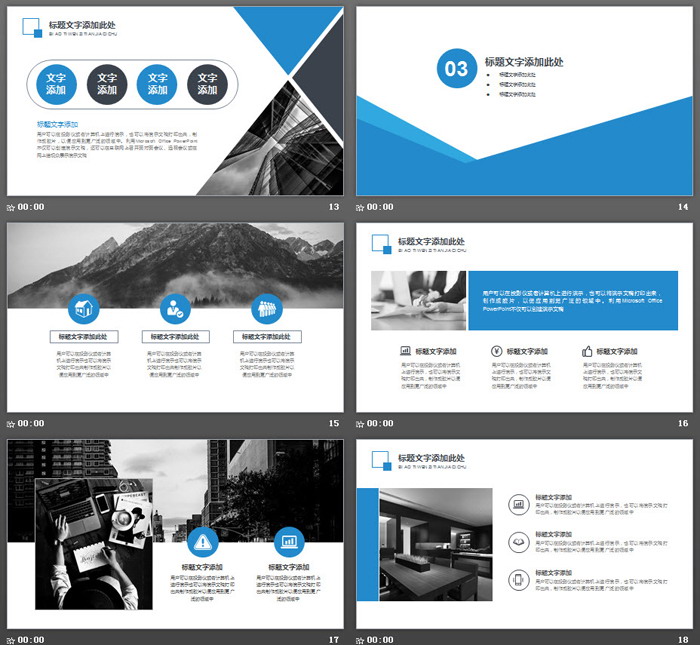 标题文字添加此处
BIAOTIWENZITIANJIACICHU
文字
添加
文字
添加
文字
添加
文字
添加
标题文字添加
用户可以在投影仪或者计算机上进行演示，也可以将演示文稿打印出来，制
作成胶片，以便应用到更广泛的领域中。利用Microsoft Office PowerPoint
不仅可以创建演示文稿，还可以在互联网上召开面对面会议、远程会议或在
网上给观众展示演示文稿
00:00
13
03
标题文字添加此处
标题文字添加此处
标题文字添加此处
标题文字添加此处
00:00
14
标题文字添加此处
标题文字添加此处
标题文字添加此处
用户可以在投影仪或者计算
机上进行演示也可以将演示
文稿打印出来制作成胶片以
便应用到更广泛的领域中
用户可以在投影仪或者计算
机上进行演示也可以将演示
文稿打印出来制作成胶片以
便应用到更广泛的领域中
用户可以在投影仪或者计算
机上进行演示也可以将演示
文稿打印出来制作成胶片以
便应用到更广泛的领域中
00:00
15
标题文字添加此处
BIAOTIWENZITIANJIACICHU
用户可以在投影仪或者计算机上进行演示，也可以将演示文稿打印出来，
制作成胶片，以便应用到更广泛的领域中。利用Microsoft Office
PowerPoint不仅可以创建演示文稿
标题文字添加
标题文字添加
标题文字添加
用户可以在投影仪或者计算机
上进行演示，也可以将演示文
稿打印出来，制作成胶片以便
应用到更广泛的领域中
用户可以在投影仪或者计算机
上进行演示，也可以将演示文
稿打印出来，制作成胶片以便
应用到更广泛的领域中
用户可以在投影仪或者计算机
上进行演示，也可以将演示文
稿打印出来，制作成胶片以便
应用到更广泛的领域中
00:00
16
标题文字添加
标题文字添加
用户可以在投影仪或者计算机上
进行演示也可以将演示文稿打印
出来制作成胶片以便应用到更广
泛的领域中
用户可以在投影仪或者计算机上
进行演示也可以将演示文稿打印
出来制作成胶片以便应用到更广
泛的领域中
00:00
17
标题文字添加此处
BIAOTIWENZITIANJIACICHU
标题文字添加
用户可以在投影仪或者计算机上进行演示，也可以将演示文稿打
印出来，制作成胶片以便应用到更广泛的领域中
标题文字添加
用户可以在投影仪或者计算机上进行演示，也可以将演示文稿打
印出来，制作成胶片以便应用到更广泛的领域中
标题文字添加
用户可以在投影仪或者计算机上进行演示，也可以将演示文稿打
印出来，制作成胶片以便应用到更广泛的领域中
00:00
18